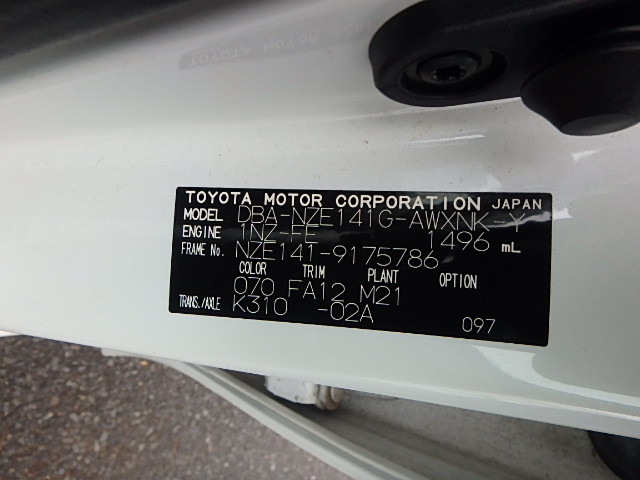 TOYOTA MOTOR CORPORATION JAPAN
MODEL DBA-NZE141G-AWXNK-Y
ENGINE 1NZ-FE 1496 mL
FRAME No. NZE141-9175786
COLOR TRIM PLANT OPTION
070 FA12 M21
TRANS./AXLE K310 -02A
097